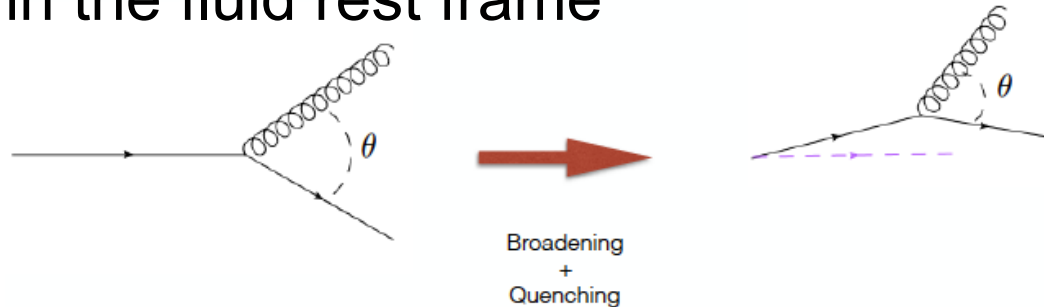 in the fluid rest frame
θ
θ
Broadening
+
Quenching